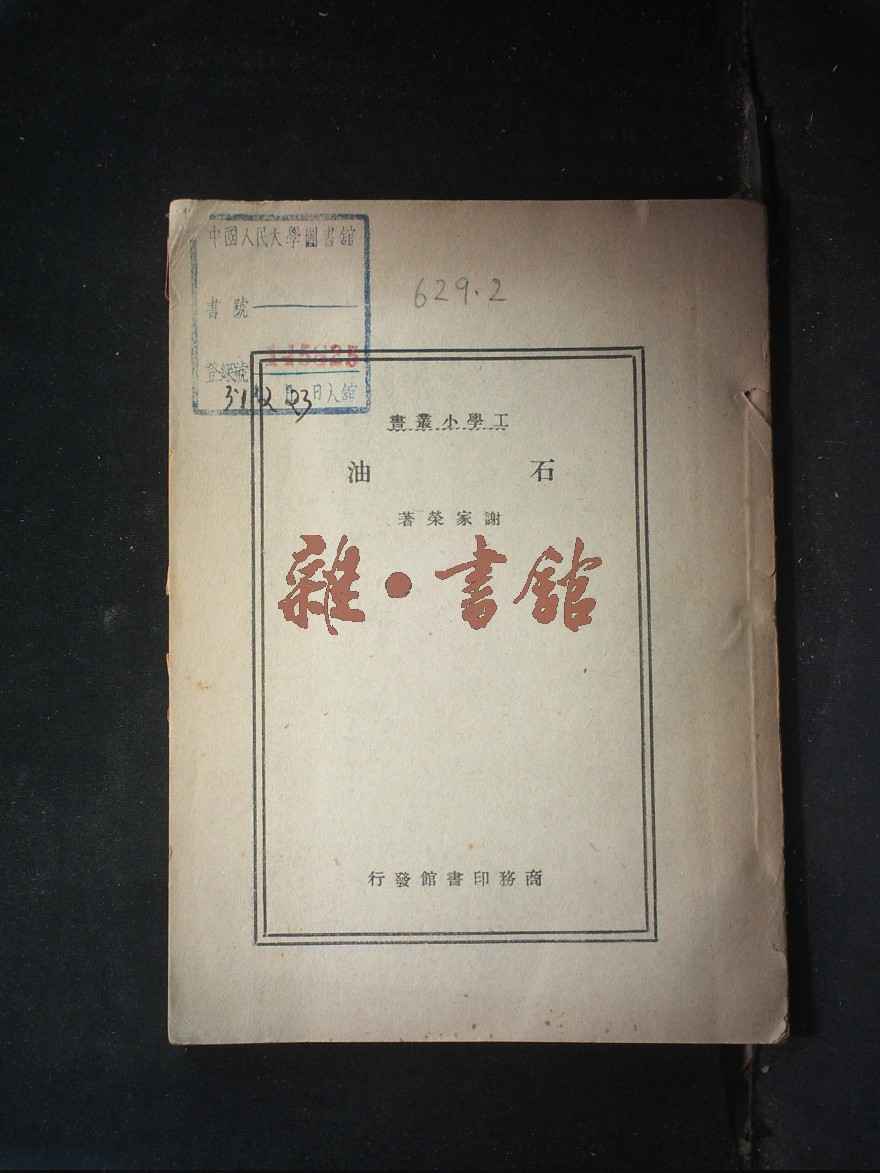 中國人民大學圖書館
書號
629.2
登録號 145625
日入館
工學小叢書
石油
謝家榮著
雜·書館
商務印書館發行